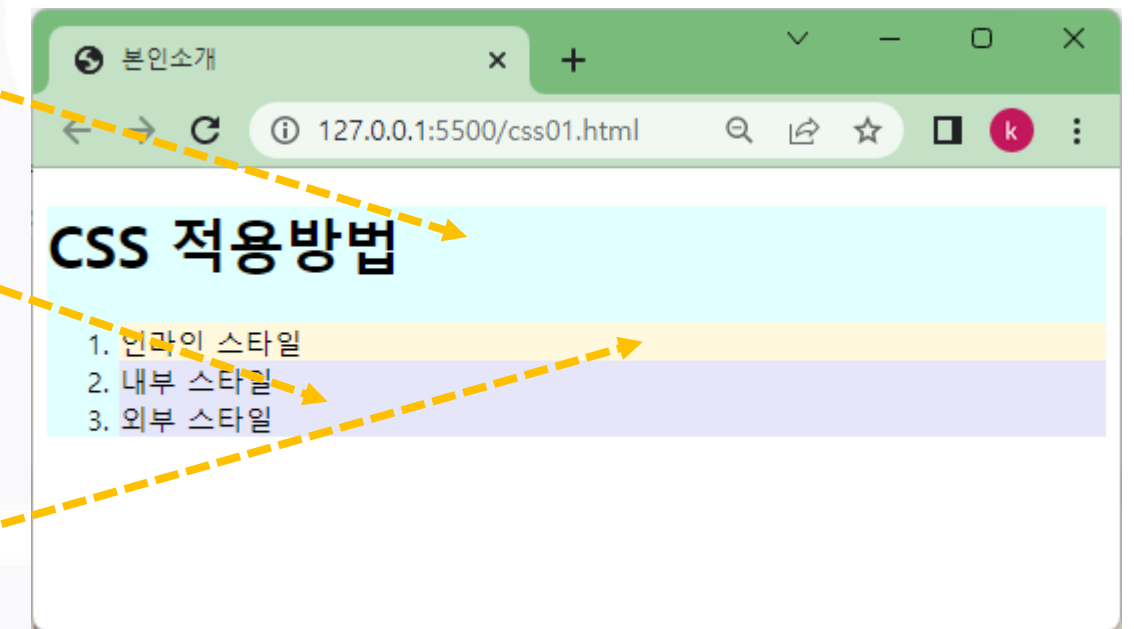 본인소개
127.0.0.1:5500/css01.html
k
CSS 적용방법
1. 인라인 스타일
2. 내부 스타일
3. 외부 스타일